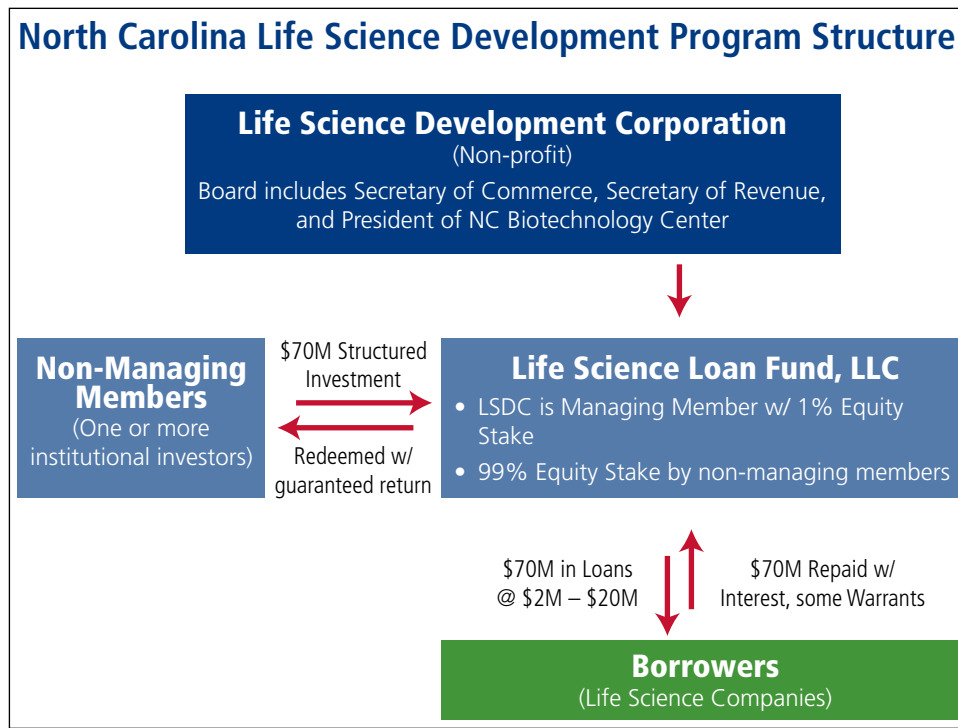 North Carolina Life Science Development Program Structure
Life Science Development Corporation
(Non-profit)
Board includes Secretary of Commerce, Secretary of Revenue,
and President of NC Biotechnology Center
Non-Managing
Members
(One or more
institutional investors)
$70M Structured
Investment
Redeemed w/
guaranteed return
Life Science Loan Fund, LLC
• LSDC is Managing Member w/ 1% Equity
Stake
• 99% Equity Stake by non-managing members
$70M in Loans
@ $2M – $20M
$70M Repaid w/
Interest, some Warrants
Borrowers
(Life Science Companies)